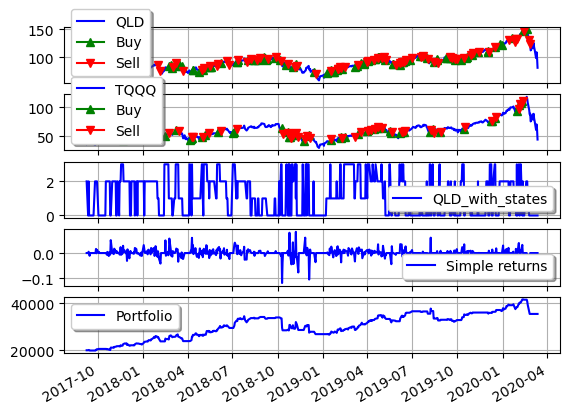 QLD
Buy
Sell
150
100
TQQQ
Buy
Sell
100
50
QLD_with_states
2
0
Simple returns
0.0
−0.1
Portfolio
40000
20000
2017-10
2018-01
2018-04
2018-07
2018-10
2019-01
2019-04
2019-07
2019-10
2020-01
2020-04